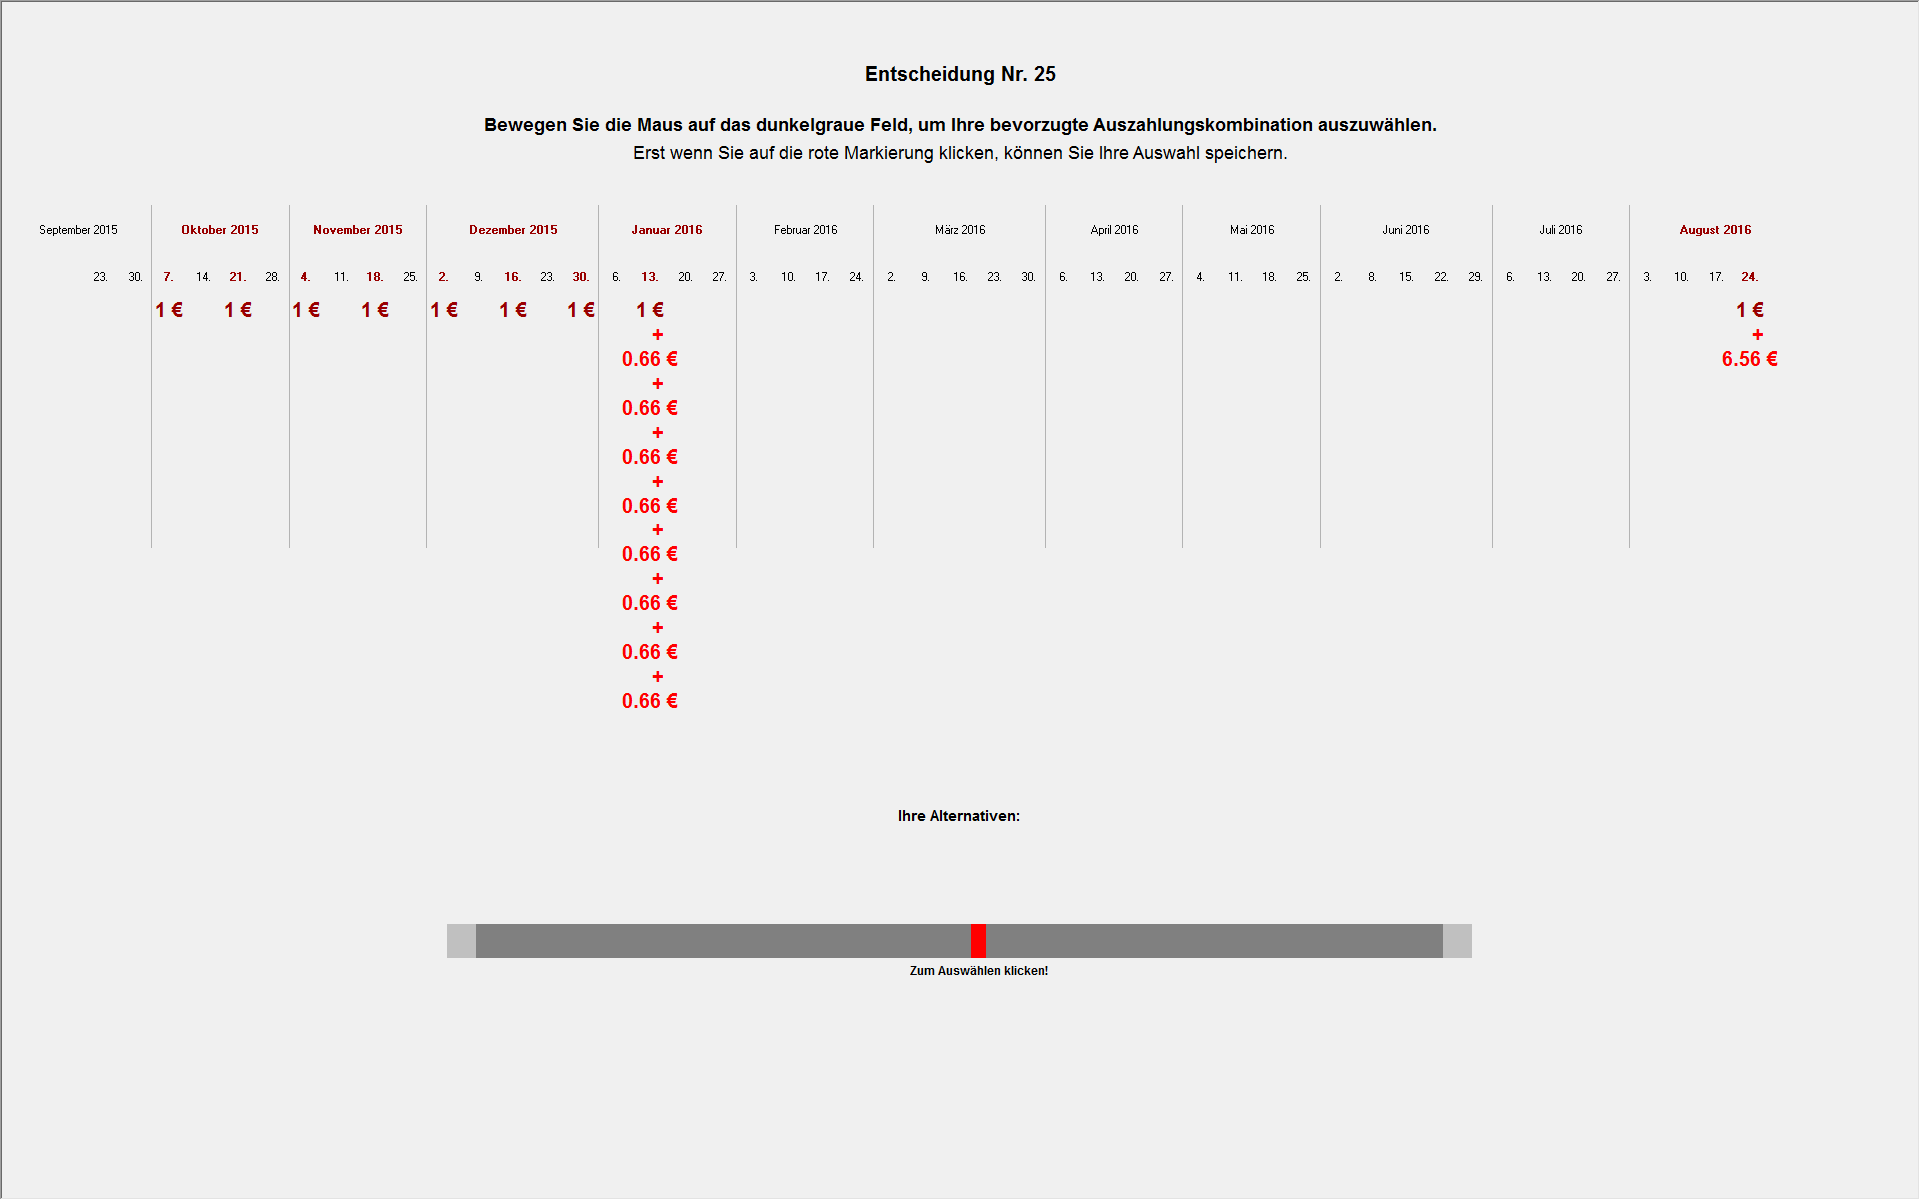 Entscheidung Nr. 25
Bewegen Sie die Maus auf das dunkelgraue Feld, um Ihre bevorzugte Auszahlungskombination auszuwählen.
Erst wenn Sie auf die rote Markierung klicken, können Sie Ihre Auswahl speichern.
September 2015 Oktober 2015 November 2015 Dezember 2015 Januar 2016 Februar 2016 März 2016 April 2016 Mai 2016 Juni 2016 Juli 2016 August 2016
23. 30. 7. 14. 21. 28. 4. 11. 18. 25. 2. 9. 16. 23. 30. 6. 13. 20. 27. 3. 10. 17. 24. 2. 9. 16. 23. 30. 6. 13. 20. 27. 4. 11. 18. 25. 2. 8. 15. 22. 29. 6. 13. 20. 27. 3. 10. 17. 24.
1 € 1 € 1 € 1 € 1 € 1 € 1 € 1 € 1 €
+ +
0.66 € 6.56 €
+
0.66 €
+
0.66 €
+
0.66 €
+
0.66 €
+
0.66 €
+
0.66 €
+
0.66 €
Ihre Alternativen:
Zum Auswählen klicken!